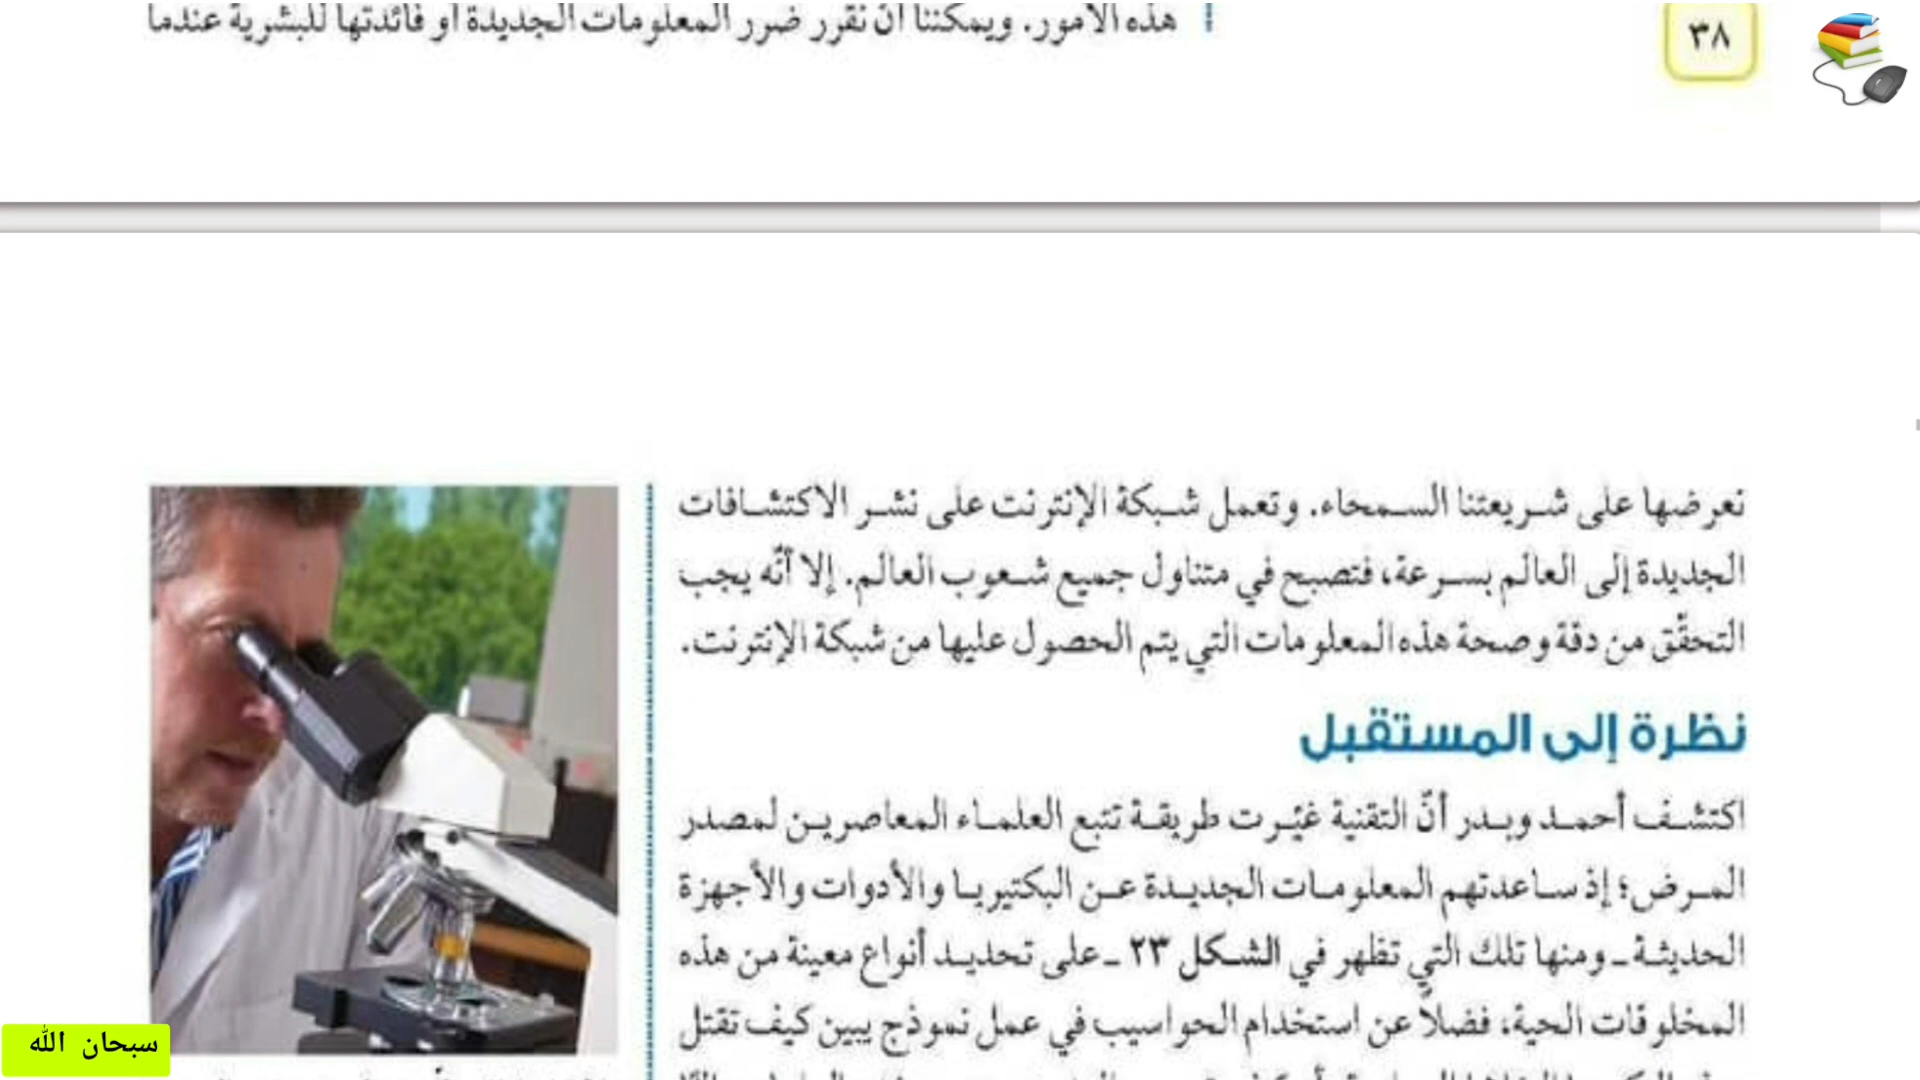 هذه الأمور. ويمكننا أن نقرر ضرر المعلومات الجديدة أو فائدتها للبشرية عندما
٣٨
نعرضها على شريعتنا السمحاء. وتعمل شبكة الإنترنت على نشر الاكتشافات
الجديدة إلى العالم بسرعة، فتصبح في متناول جميع شعوب العالم. إلا أنّه يجب
التحقّق من دقة وصحة هذه المعلومات التي يتم الحصول عليها من شبكة الإنترنت.
نظرة إلى المستقبل
اكتشف أحمد وبدر أنّ التقنية غيّرت طريقة تتبع العلماء المعاصرين لمصدر
المرض؛ إذ ساعدتهم المعلومات الجديدة عن البكتيريا والأدوات والأجهزة
الحديثة ـ ومنها تلك التي تظهر في الشكل ٢٣ ـ على تحديد أنواع معينة من هذه
المخلوقات الحية، فضلًا عن استخدام الحواسيب في عمل نموذج يبين كيف تقتل
سبحان الله